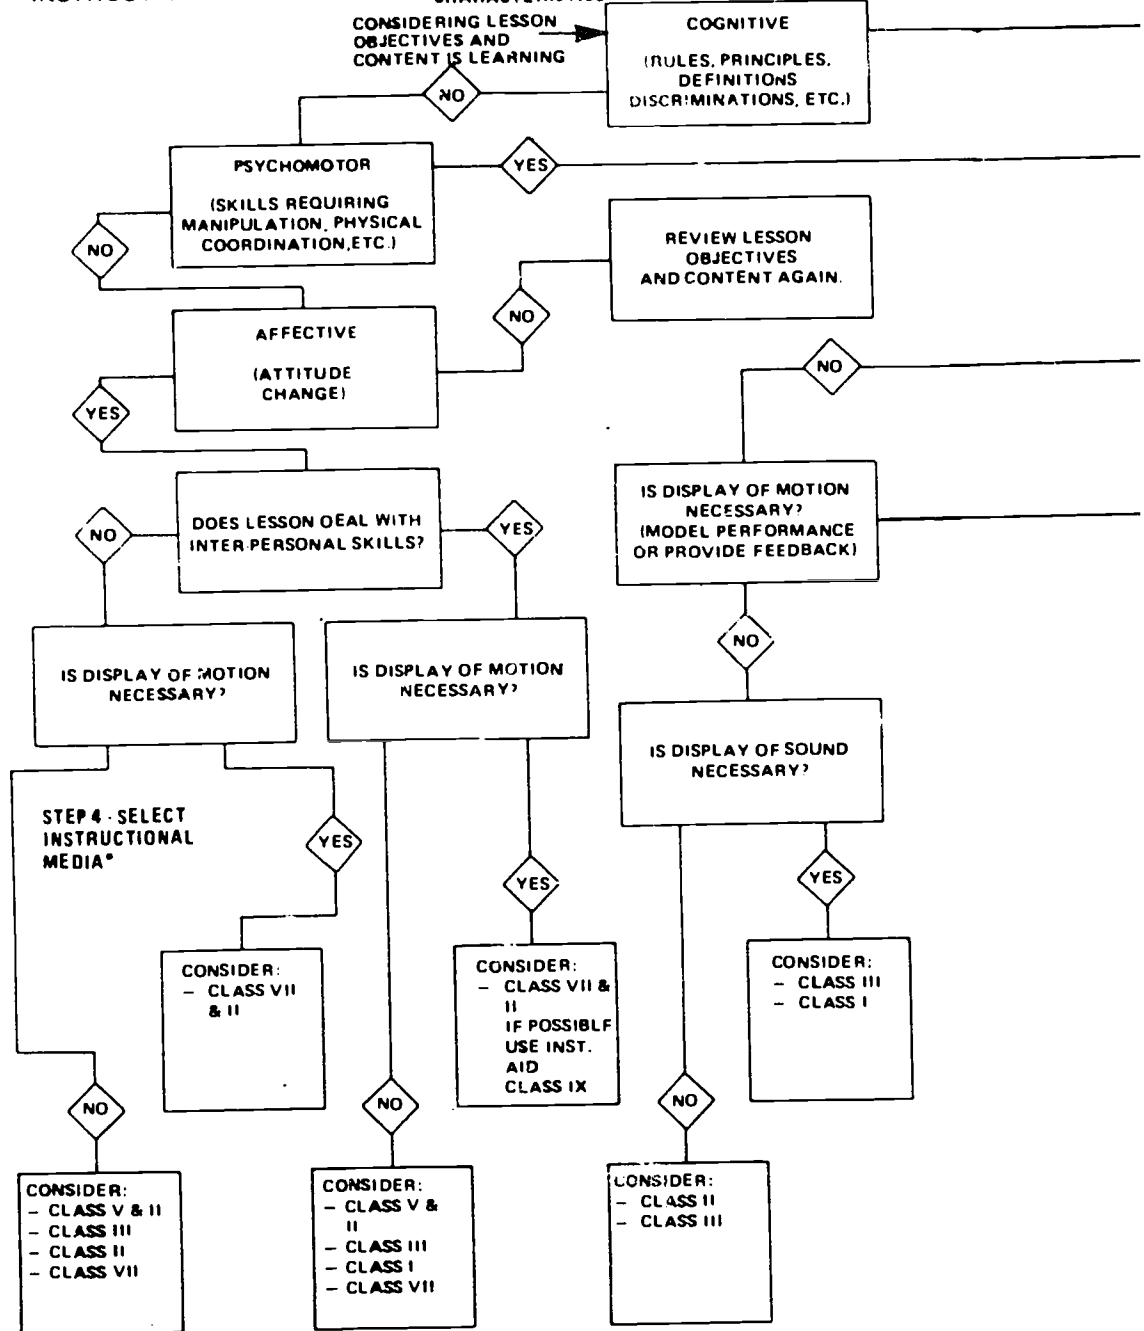 CONSIDERING LESSON
OBJECTIVES AND
CONTENT IS LEARNING
COGNITIVE
(RULES, PRINCIPLES,
DEFINITIONS
DISCRIMINATIONS, ETC.)
NO
PSYCHOMOTOR
(SKILLS REQUIRING
MANIPULATION, PHYSICAL
COORDINATION, ETC.)
YES
NO
REVIEW LESSON
OBJECTIVES
AND CONTENT AGAIN.
NO
AFFECTIVE
(ATTITUDE
CHANGE)
NO
YES
IS DISPLAY OF MOTION
NECESSARY?
(MODEL PERFORMANCE
OR PROVIDE FEEDBACK)
DOES LESSON DEAL WITH
INTER-PERSONAL SKILLS?
NO
YES
NO
IS DISPLAY OF MOTION
NECESSARY?
IS DISPLAY OF MOTION
NECESSARY?
IS DISPLAY OF SOUND
NECESSARY?
STEP 4 - SELECT
INSTRUCTIONAL
MEDIA*
YES
YES
YES
CONSIDER:
– CLASS VII
& II
CONSIDER:
– CLASS VII &
II
IF POSSIBLE
USE INST.
AID
CLASS IX
CONSIDER:
– CLASS III
– CLASS I
NO
NO
NO
CONSIDER:
– CLASS V & II
– CLASS III
– CLASS II
– CLASS VII
CONSIDER:
– CLASS V &
II
– CLASS III
– CLASS I
– CLASS VII
CONSIDER:
– CLASS II
– CLASS III